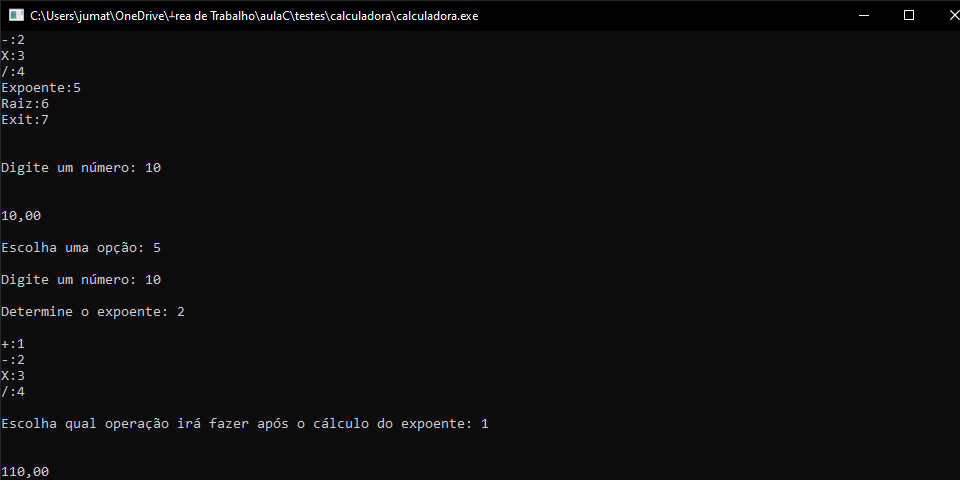 C:\Users\jumat\OneDrive\┴rea de Trabalho\aulaC\testes\calculadora\calculadora.exe
-:2
X:3
/:4
Expoente:5
Raiz:6
Exit:7
Digite um número: 10
10,00
Escolha uma opção: 5
Digite um número: 10
Determine o expoente: 2
+:1
-:2
X:3
/:4
Escolha qual operação irá fazer após o cálculo do expoente: 1
110,00